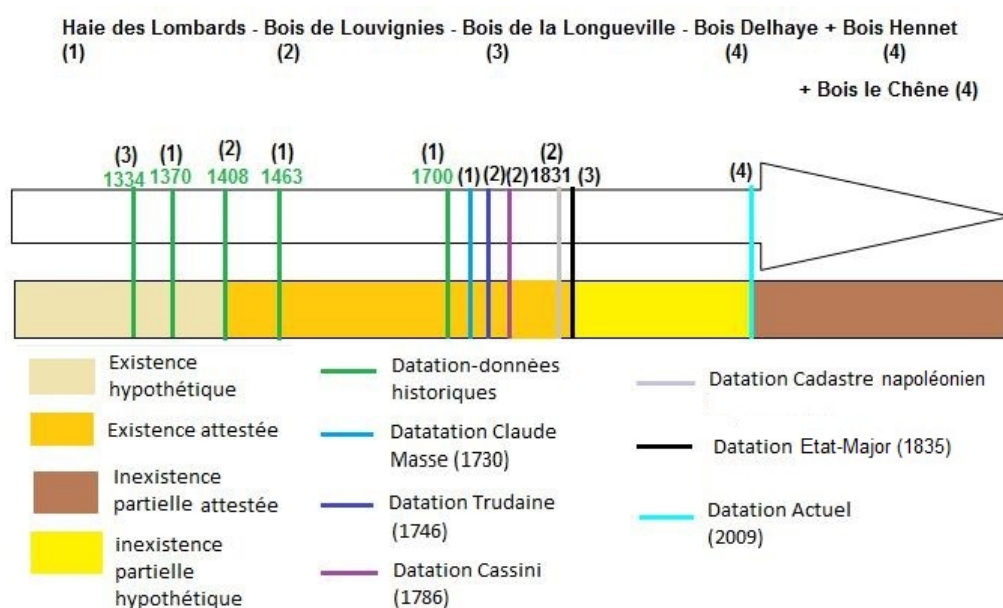 Haie des Lombards - Bois de Louvignies - Bois de la Longueville - Bois Delhaye + Bois Hennet
(1) (2) (3) (4) (4)
+ Bois le Chêne (4)
(3) (1) (2) (1) (1) (2)
1334 1370 1408 1463 1700 (1) (2) (2) 1831 (3) (4)
Existence
hypothétique
Existence attestée
Inexistence
partielle attestée
inexistence
partielle
hypothétique
Datation-données
historiques
Datatation Claude
Masse (1730)
Datation Trudaine
(1746)
Datation Cassini
(1786)
Datation Cadastre napoléonien
Datation Etat-Major (1835)
Datation Actuel
(2009)